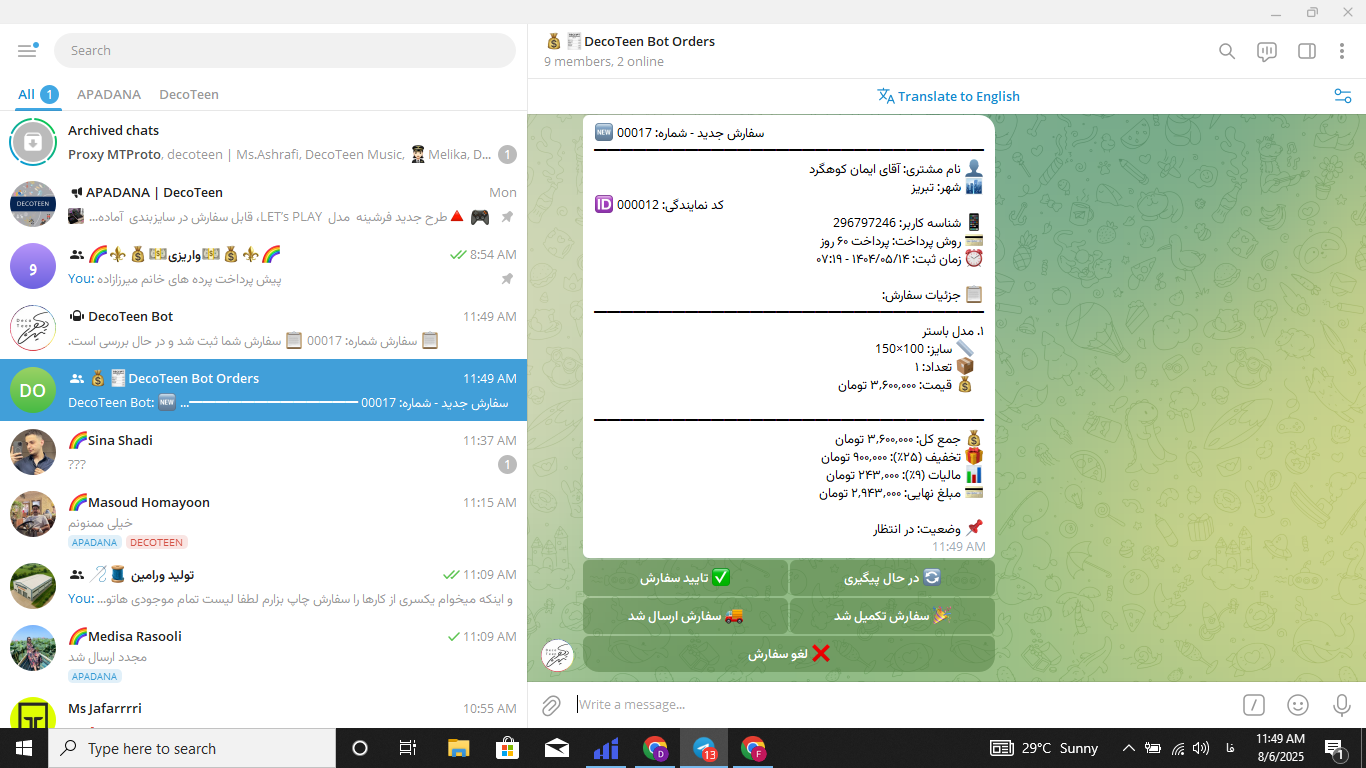 Search
All 1
APADANA
DecoTeen
Archived chats
Proxy MTProto, decoteen | Ms.Ashrafi, DecoTeen Music, Melika, D... 1
APADANA | DecoTeen Mon
طرح جدید فرشینه مدل LET's PLAY، قابل سفارش در سایزبندی آماده...
و
واریزی 8:54 AM
You: پیش پرداخت پرده های خانم میرزازاده
DecoTeen Bot 11:49 AM
سفارش شماره: 00017 سفارش شما ثبت شد و در حال بررسی است.
DO
DecoTeen Bot Orders 11:49 AM
DecoTeen Bot: NEW سفارش جدید - شماره: 00017 ...
Sina Shadi 11:37 AM
??? 1
Masoud Homayoon 11:15 AM
خیلی ممنونم
APADANA DECOTEEN
تولید ورامین 11:09 AM
You: و اینکه میخوام یکسری از کارها را سفارش چاپ بزارم لطفا لیست تمام موجودی هاتو...
Medisa Rasooli 11:09 AM
مجدد ارسال شد
APADANA
Ms Jafarrrri 10:55 AM
DecoTeen Bot Orders
9 members, 2 online
Translate to English
NEW سفارش جدید - شماره: 00017
نام مشتری: آقای ایمان کوهگرد
شهر: تبریز
ID کد نمایندگی: 000012
شناسه کاربر: 296797246
روش پرداخت: پرداخت ۶۰ روز
زمان ثبت: ۱۴۰۴/۰۵/۱۴ - ۰۷:۱۹
جزئیات سفارش:
۱. مدل باستر
سایز: 100×150
تعداد: ۱
قیمت: ۳,۶۰۰,۰۰۰ تومان
جمع کل: ۳,۶۰۰,۰۰۰ تومان
تخفیف (۲۵٪): ۹۰۰,۰۰۰ تومان
مالیات (۹٪): ۲۴۳,۰۰۰ تومان
مبلغ نهایی: ۲,۹۴۳,۰۰۰ تومان
وضعیت: در انتظار
11:49 AM
تایید سفارش
در حال پیگیری
سفارش ارسال شد
سفارش تکمیل شد
لغو سفارش
Write a message...
Type here to search
D
13
F
29°C Sunny
فا
11:49 AM
8/6/2025
1